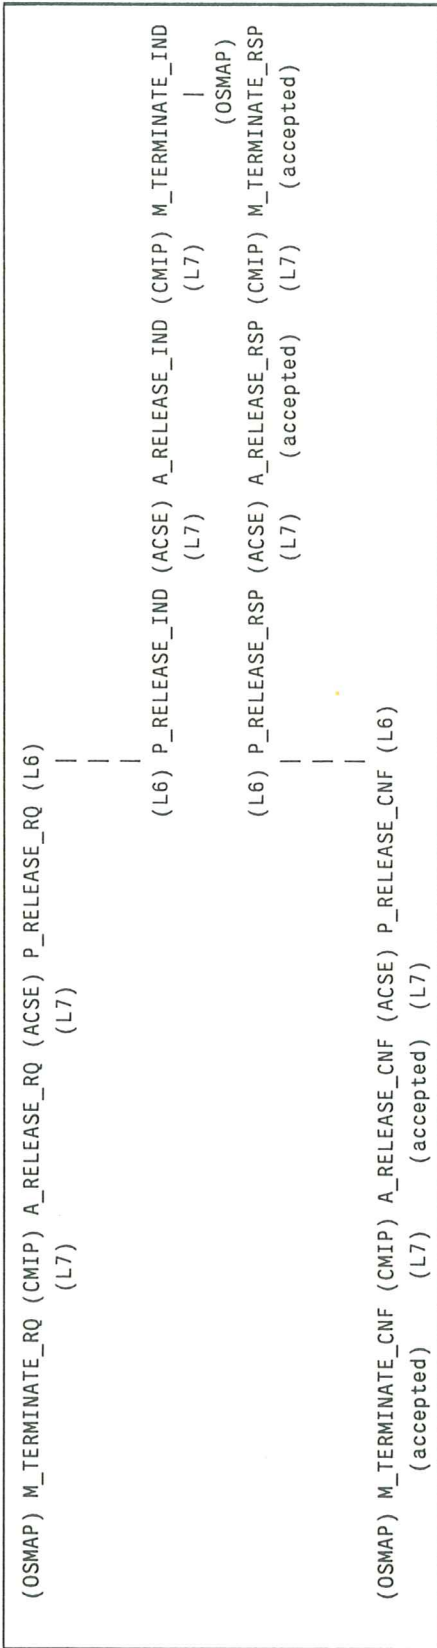 (OSMAP) M_TERMINATE_RQ (CMIP) A_RELEASE_RQ (ACSE) P_RELEASE_RQ (L6)
(L7) (L7)
(L6) P_RELEASE_IND (ACSE) A_RELEASE_IND (CMIP) M_TERMINATE_IND
(L7) (L7)
(OSMAP)
(L6) P_RELEASE_RSP (ACSE) A_RELEASE_RSP (CMIP) M_TERMINATE_RSP
(L7) (accepted) (L7) (accepted)
(OSMAP) M_TERMINATE_CNF (CMIP) A_RELEASE_CNF (ACSE) P_RELEASE_CNF (L6)
(accepted) (L7) (accepted) (L7)